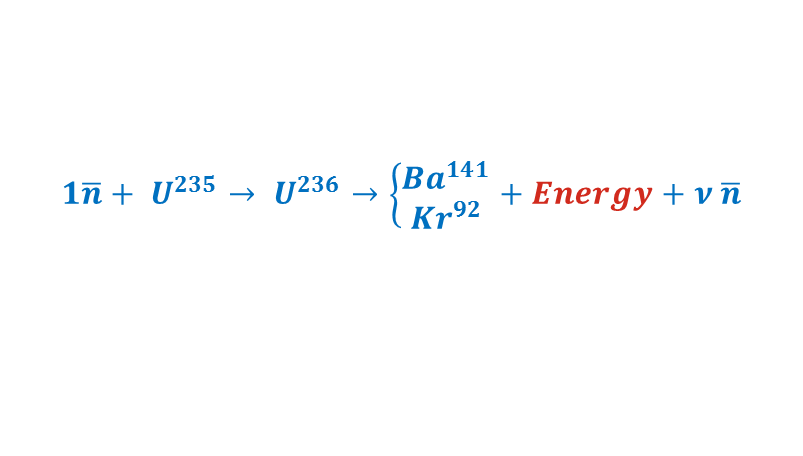 1n̅ + U²³⁵ → U²³⁶ → {Ba¹⁴¹ Kr⁹² + Energy + ν n̅